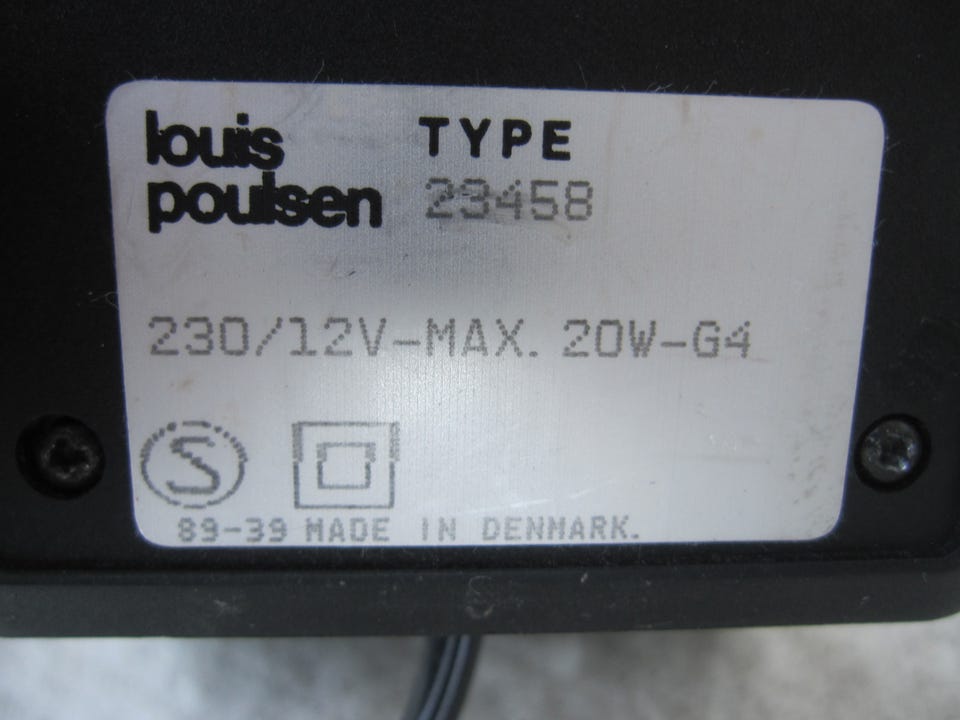 louis poulsen
TYPE
23458
230/12V-MAX. 20W-G4
S
89-39 MADE IN DENMARK.